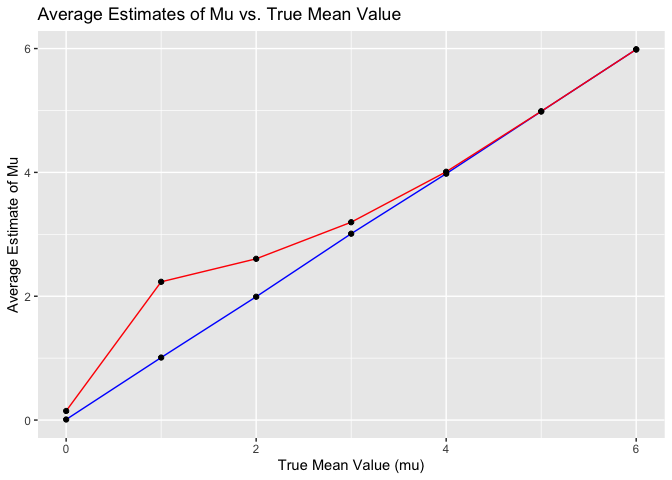 Average Estimates of Mu vs. True Mean Value
Average Estimate of Mu
6
4
2
0
0 2 4 6
True Mean Value (mu)